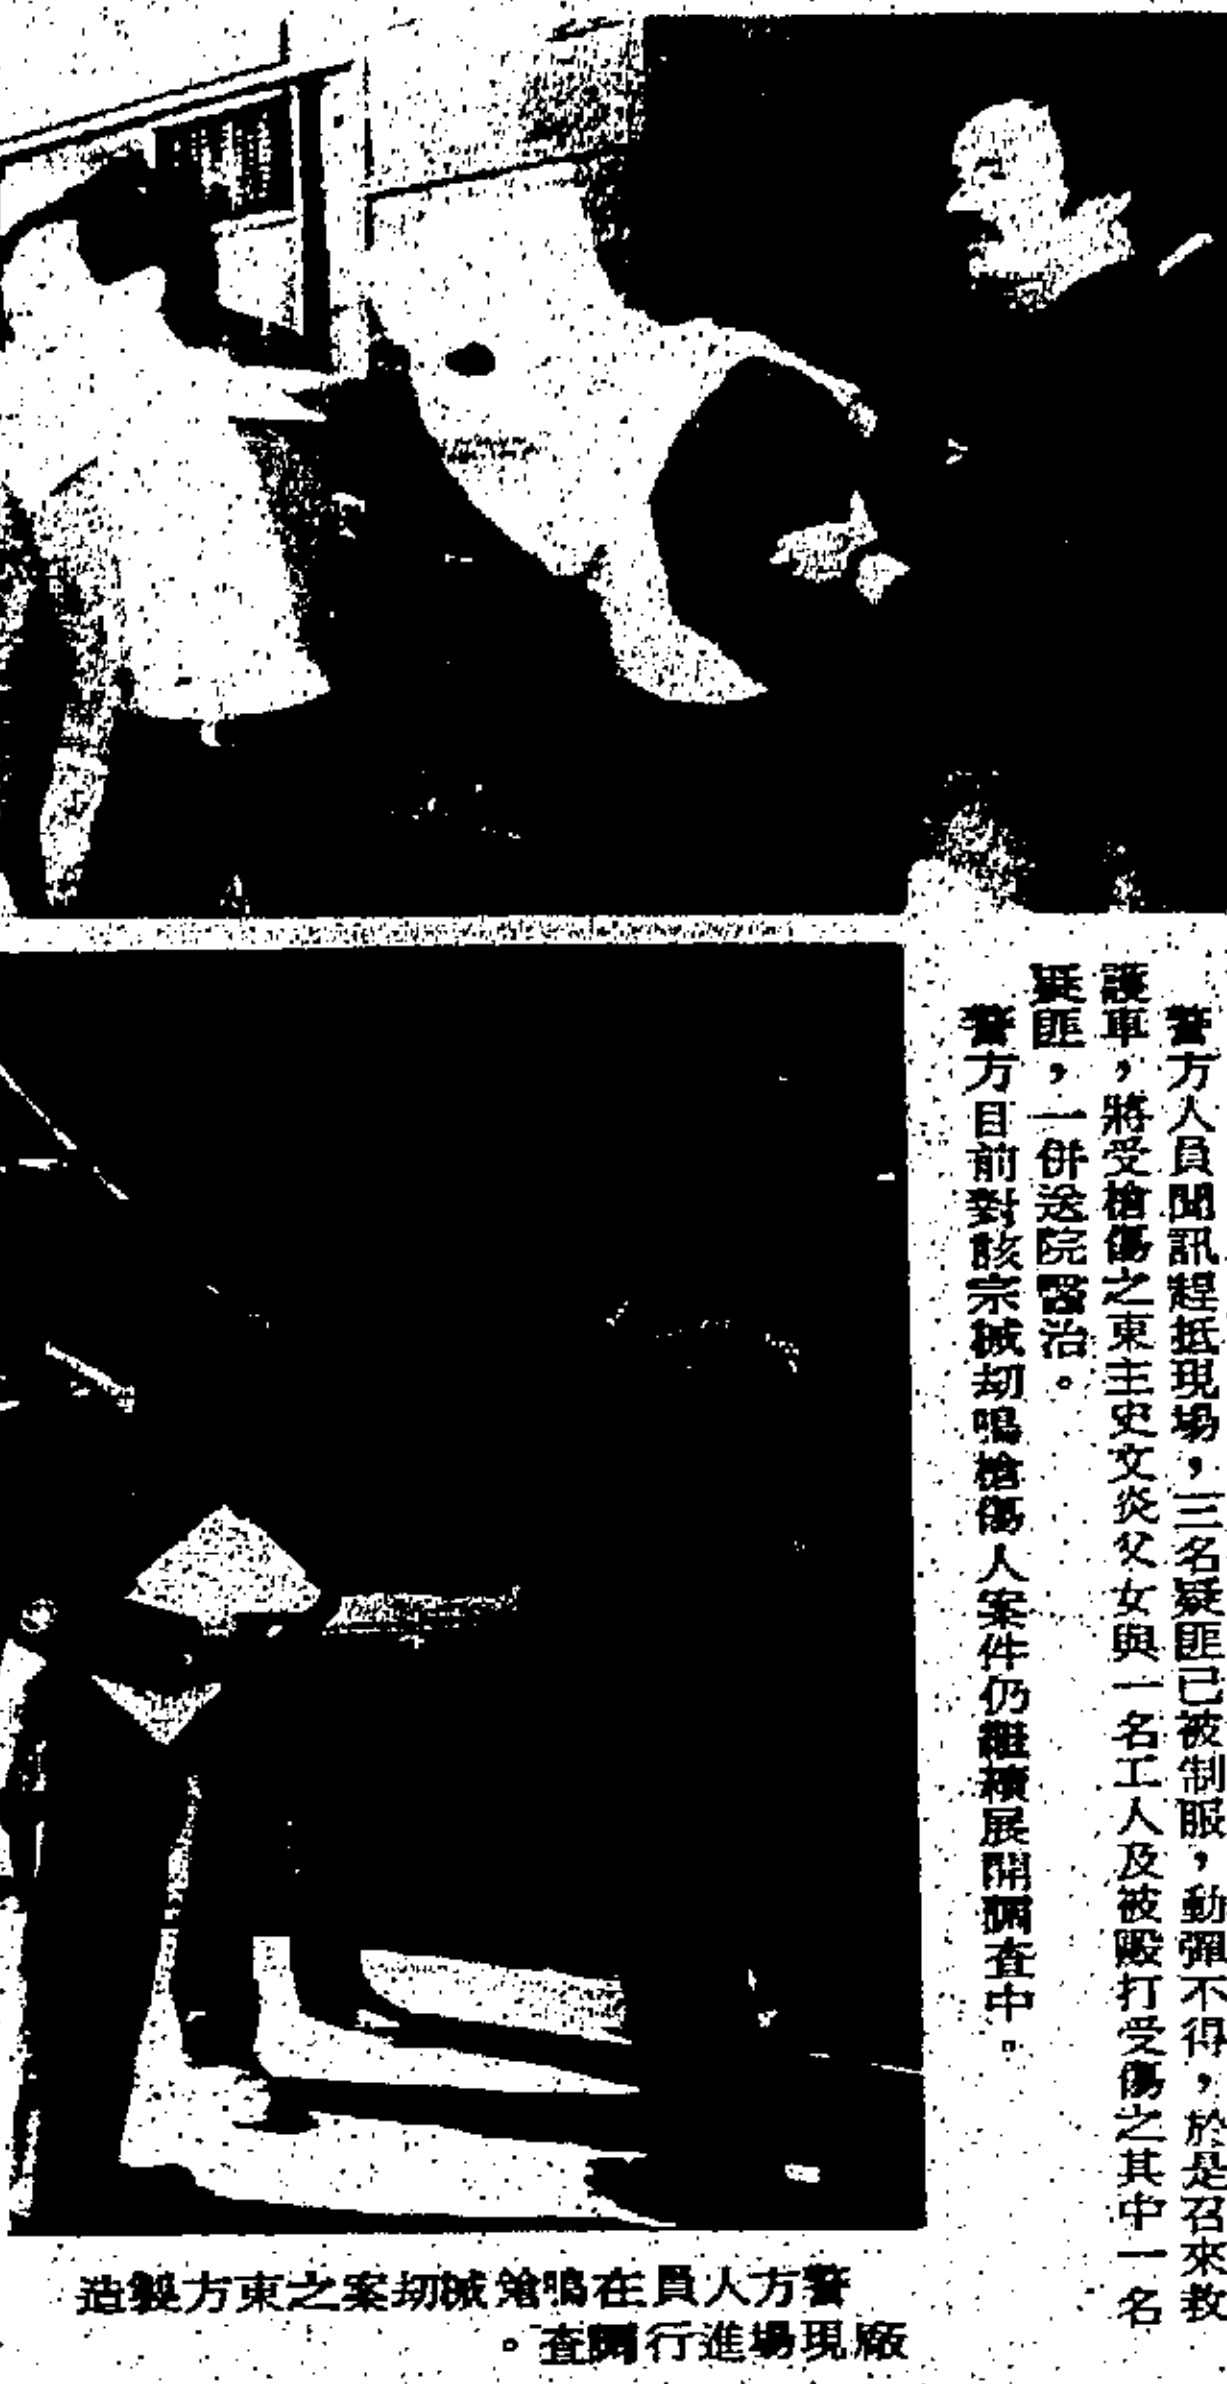 警方人員聞訊趕抵現場，三名疑匪已被制服，動彈不得，於是召來救
護車，將受槍傷之東主史文炎父女與一名工人及被毆打受傷之其中一名
疑匪，一併送院醫治。
警方目前對該宗械刼鳴槍傷人案件仍繼續展開調查中。
警方人員在鳴槍械刼案之東方製造
廠現場進行調查。